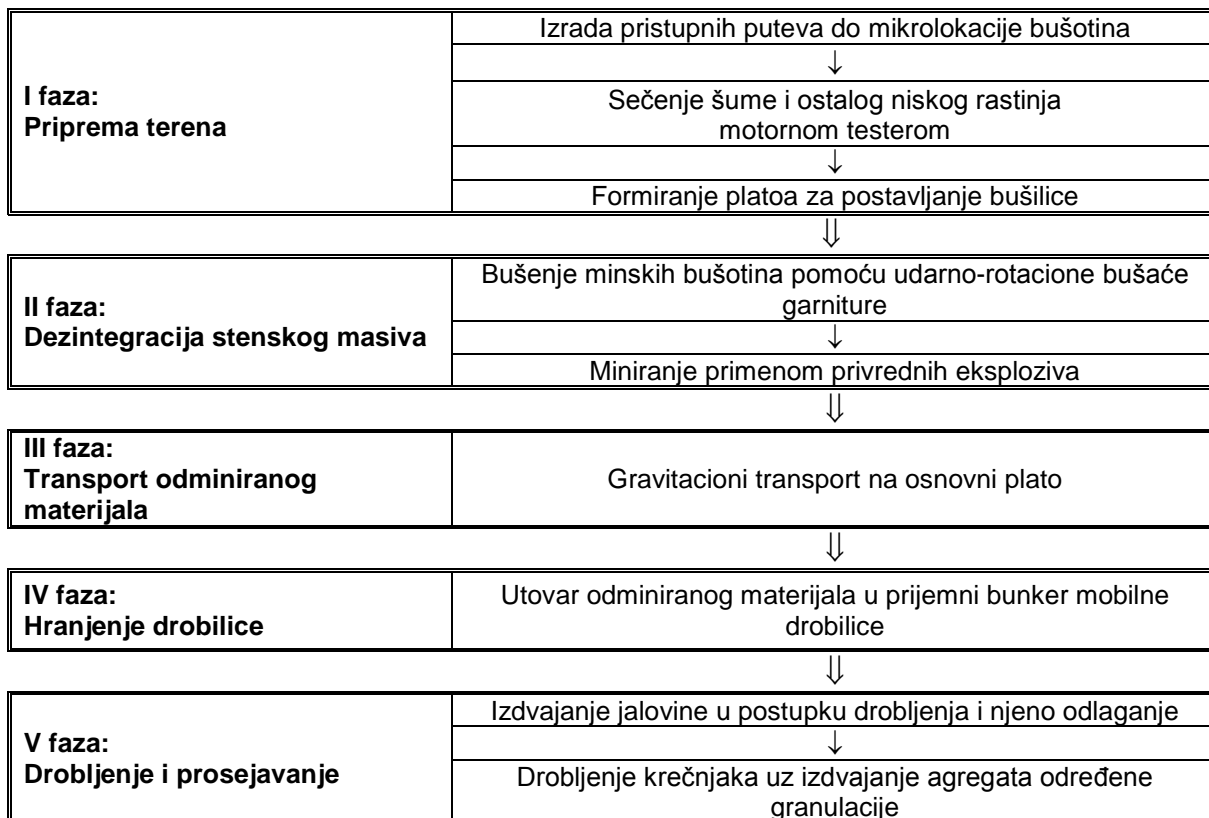 I faza:
Priprema terena
Izrada pristupnih puteva do mikrolokacije bušotina
↓
Sečenje šume i ostalog niskog rastinja
motornom testerom
↓
Formiranje platoa za postavljanje bušilice
⇓
II faza:
Dezintegracija stenskog masiva
Bušenje minskih bušotina pomoću udarno-rotacione bušaće
garniture
↓
Miniranje primenom privrednih eksploziva
⇓
III faza:
Transport odminiranog
materijala
Gravitacioni transport na osnovni plato
⇓
IV faza:
Hranjenje drobilice
Utovar odminiranog materijala u prijemni bunker mobilne
drobilice
⇓
V faza:
Drobljenje i prosejavanje
Izdvajanje jalovine u postupku drobljenja i njeno odlaganje
↓
Drobljenje krečnjaka uz izdvajanje agregata određene
granulacije